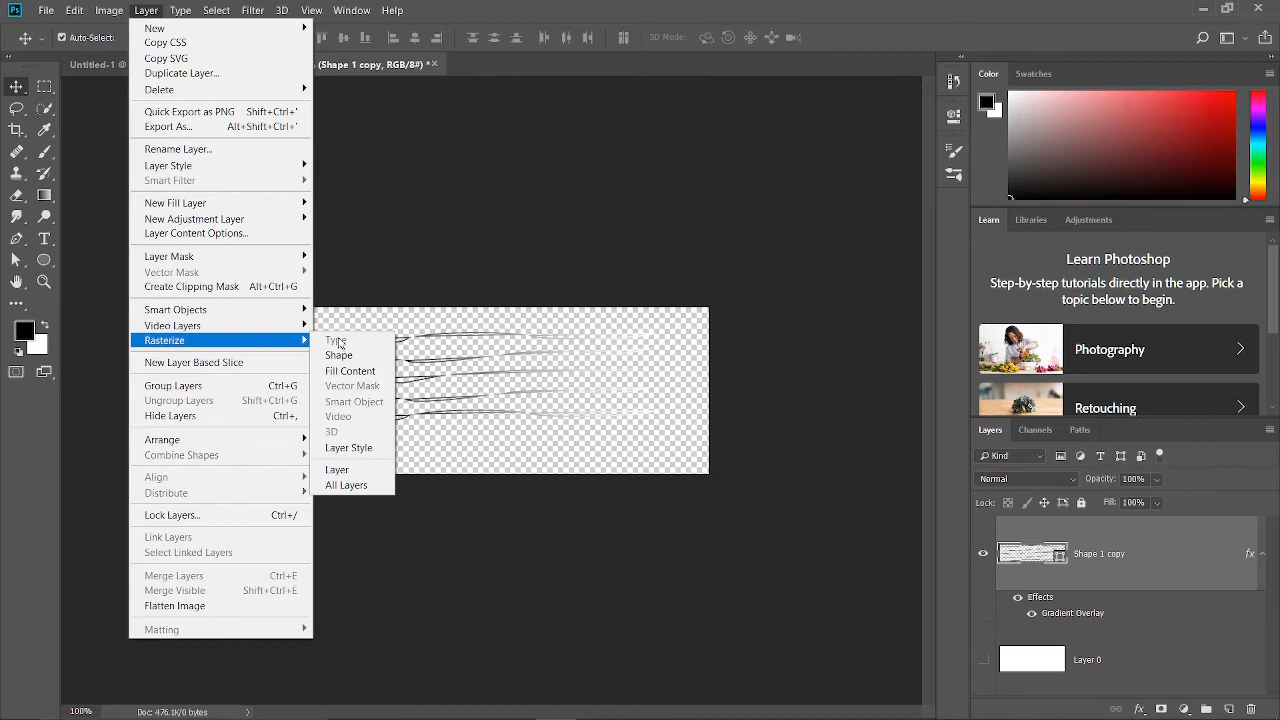 Ps File Edit Image Layer Type Select Filter 3D View Window Help
Auto-Select: 3D Mode:
Untitled-1 @ (Shape 1 copy, RGB/8#) * ×
New
Copy CSS
Copy SVG
Duplicate Layer...
Delete
Quick Export as PNG Shift+Ctrl+'
Export As... Alt+Shift+Ctrl+'
Rename Layer...
Layer Style
Smart Filter
New Fill Layer
New Adjustment Layer
Layer Content Options...
Layer Mask
Vector Mask
Create Clipping Mask Alt+Ctrl+G
Smart Objects
Video Layers
Rasterize
New Layer Based Slice
Group Layers Ctrl+G
Ungroup Layers Shift+Ctrl+G
Hide Layers Ctrl+,
Arrange
Combine Shapes
Align
Distribute
Lock Layers... Ctrl+/
Link Layers
Select Linked Layers
Merge Layers Ctrl+E
Merge Visible Shift+Ctrl+E
Flatten Image
Matting
Type
Shape
Fill Content
Vector Mask
Smart Object
Video
3D
Layer Style
Layer
All Layers
Color Swatches
Learn Libraries Adjustments
Learn Photoshop
Step-by-step tutorials directly in the app. Pick a
topic below to begin.
Photography
Retouching
Layers Channels Paths
Kind
Normal Opacity: 100%
Lock: Fill: 100%
Shape 1 copy fx
Effects
Gradient Overlay
Layer 0
100% Doc: 476.1K/0 bytes